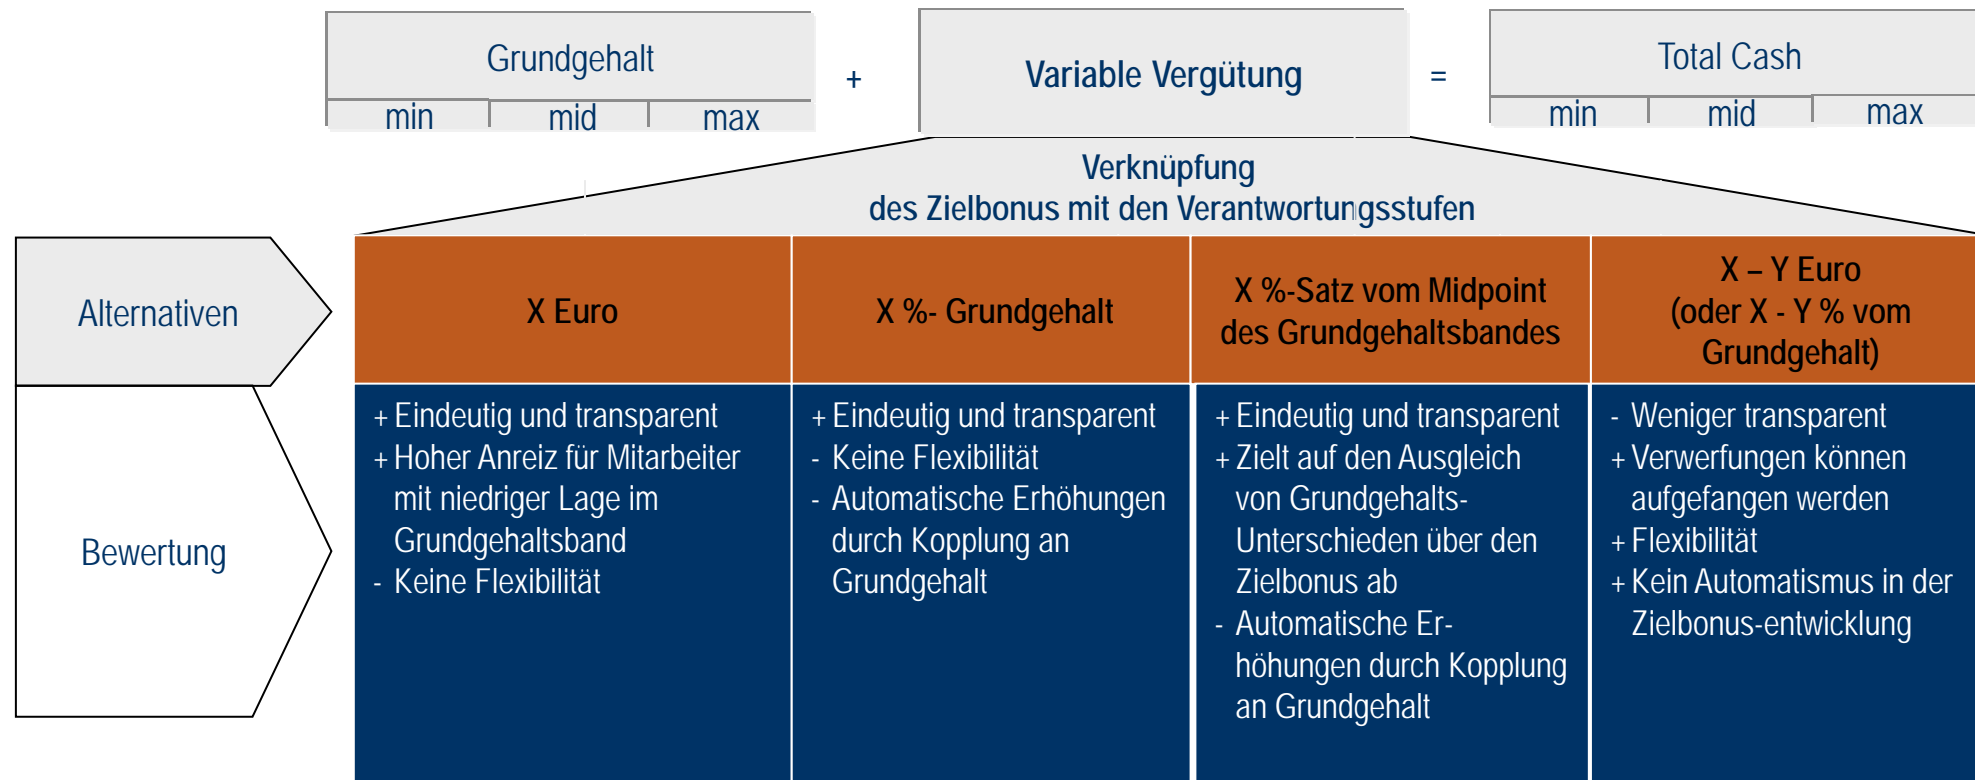 Grundgehalt
min mid max
+
Variable Vergütung
=
Total Cash
min mid max
Verknüpfung
des Zielbonus mit den Verantwortungsstufen
Alternativen
X Euro
X %- Grundgehalt
X %-Satz vom Midpoint
des Grundgehaltsbandes
X – Y Euro
(oder X - Y % vom
Grundgehalt)
Bewertung
+ Eindeutig und transparent
+ Hoher Anreiz für Mitarbeiter
mit niedriger Lage im
Grundgehaltsband
- Keine Flexibilität
+ Eindeutig und transparent
- Keine Flexibilität
- Automatische Erhöhungen
durch Kopplung an
Grundgehalt
+ Eindeutig und transparent
+ Zielt auf den Ausgleich
von Grundgehalts-
Unterschieden über den
Zielbonus ab
- Automatische Er-
höhungen durch Kopplung
an Grundgehalt
- Weniger transparent
+ Verwerfungen können
aufgefangen werden
+ Flexibilität
+ Kein Automatismus in der
Zielbonus-entwicklung